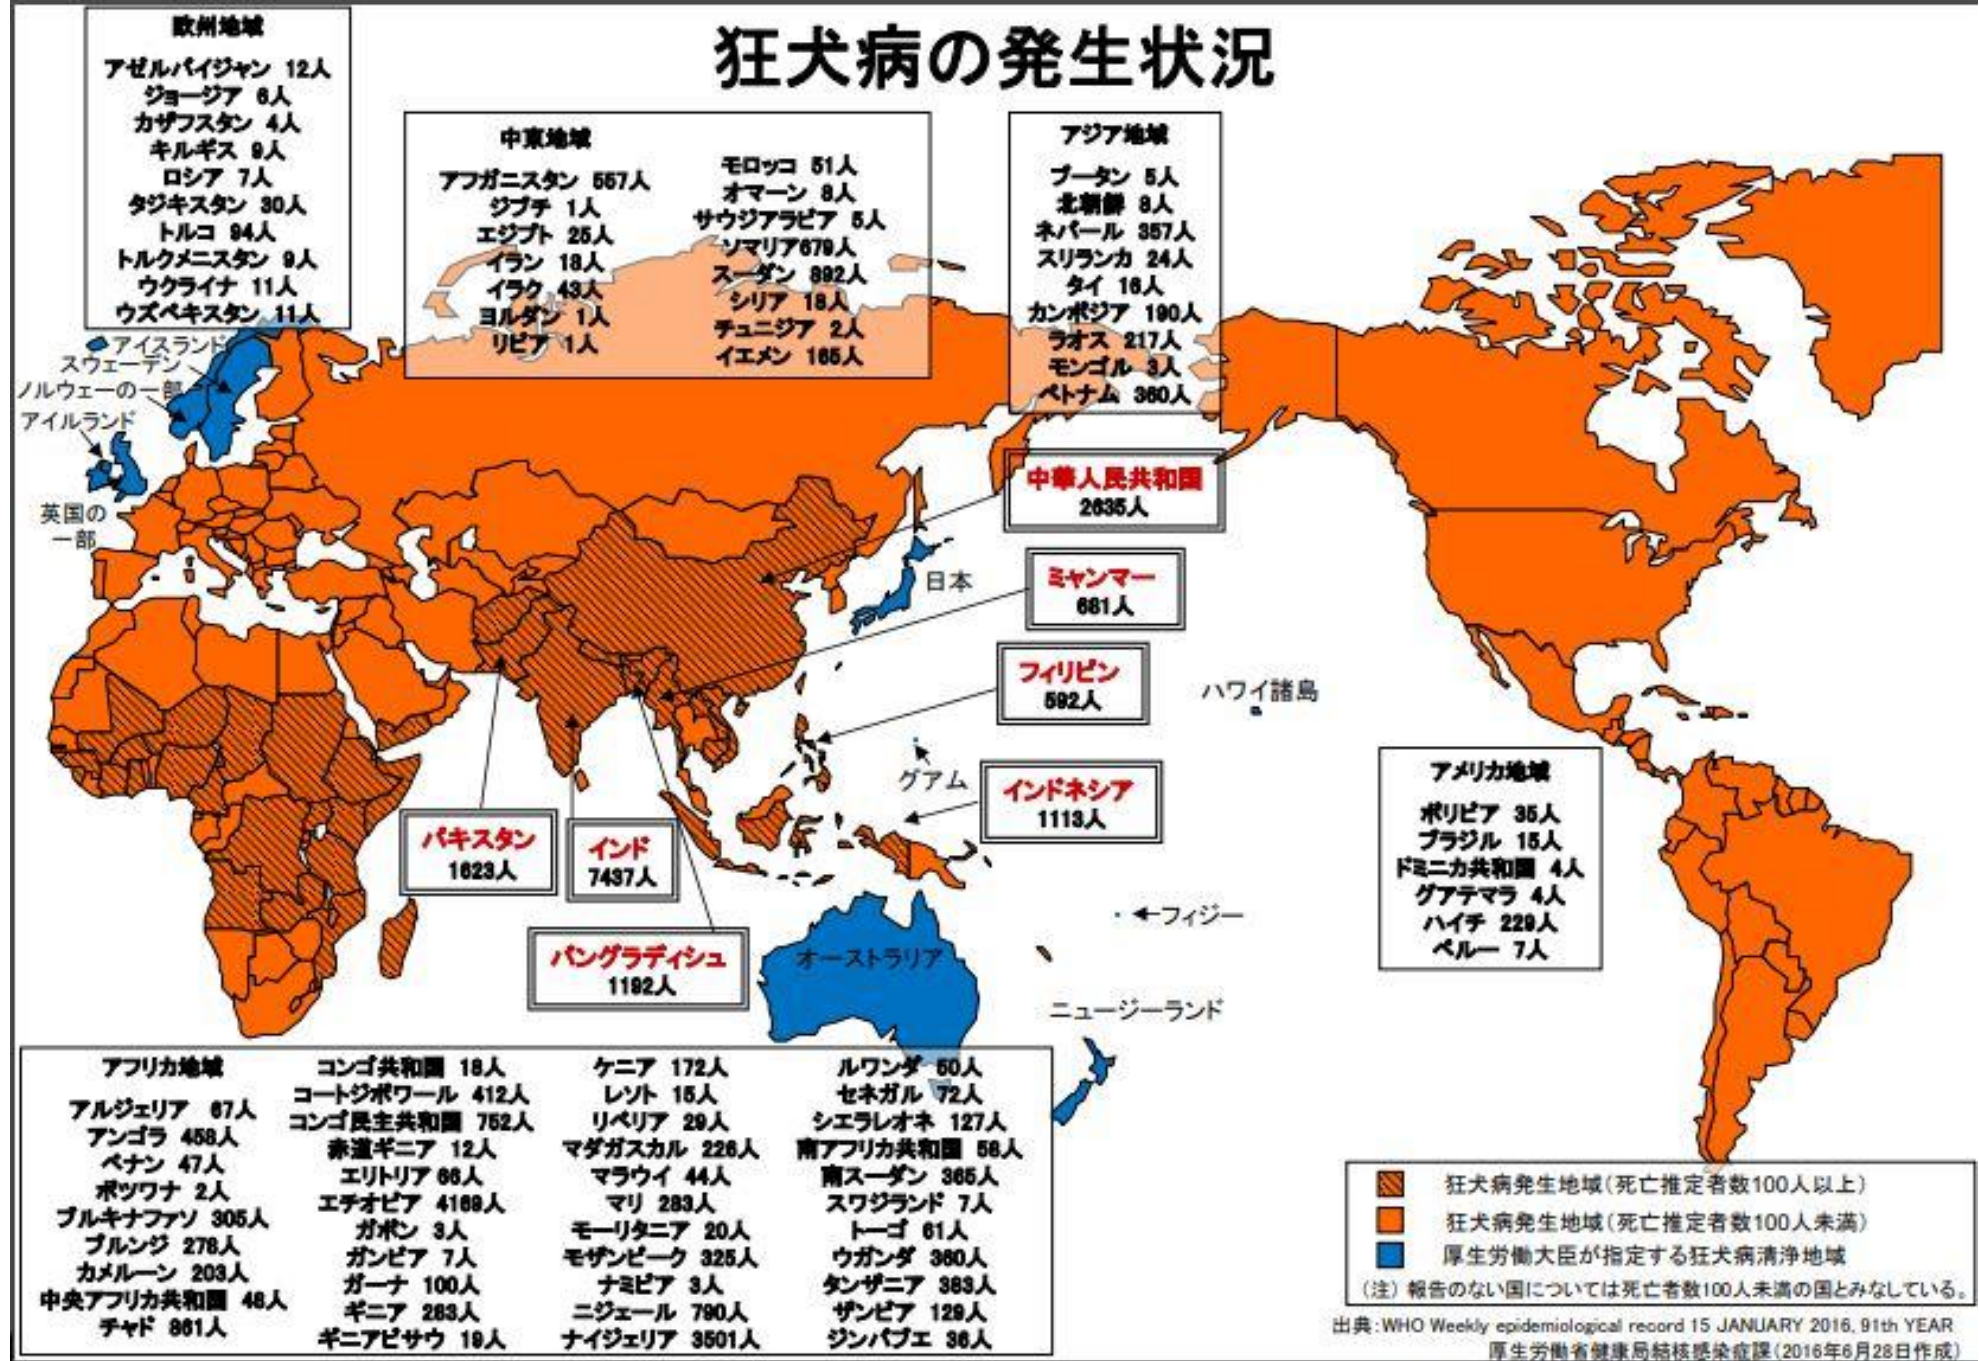 狂犬病の発生状況
欧州地域
アゼルバイジャン 12人
ジョージア 6人
カザフスタン 4人
キルギス 9人
ロシア 7人
タジキスタン 30人
トルコ 94人
トルクメニスタン 9人
ウクライナ 11人
ウズベキスタン 11人
中東地域
アフガニスタン 557人
ジブチ 1人
エジプト 25人
イラン 18人
イラク 43人
ヨルダン 1人
リビア 1人
モロッコ 51人
オマーン 8人
サウジアラビア 5人
ソマリア679人
スーダン 892人
シリア 18人
チュニジア 2人
イエメン 165人
アジア地域
ブータン 5人
北朝鮮 8人
ネパール 357人
スリランカ 24人
タイ 16人
カンボジア 190人
ラオス 217人
モンゴル 3人
ベトナム 360人
アイスランド
スウェーデン
ノルウェーの一部
アイルランド
英国の
一部
中華人民共和国
2635人
ミャンマー
681人
日本
フィリピン
592人
ハワイ諸島
グアム
インドネシア
1113人
パキスタン
1623人
インド
7437人
バングラディシュ
1192人
オーストラリア
フィジー
ニュージーランド
アメリカ地域
ボリビア 35人
ブラジル 15人
ドミニカ共和国 4人
グアテマラ 4人
ハイチ 229人
ペルー 7人
アフリカ地域
アルジェリア 67人
アンゴラ 458人
ベナン 47人
ボツワナ 2人
ブルキナファソ 305人
ブルンジ 278人
カメルーン 203人
中央アフリカ共和国 48人
チャド 861人
コンゴ共和国 18人
コートジボワール 412人
コンゴ民主共和国 752人
赤道ギニア 12人
エリトリア 66人
エチオピア 4169人
ガボン 3人
ガンビア 7人
ガーナ 100人
ギニア 283人
ギニアビサウ 19人
ケニア 172人
レソト 15人
リベリア 29人
マダガスカル 226人
マラウイ 44人
マリ 283人
モーリタニア 20人
モザンビーク 325人
ナミビア 3人
ニジェール 790人
ナイジェリア 3501人
ルワンダ 50人
セネガル 72人
シエラレオネ 127人
南アフリカ共和国 58人
南スーダン 365人
スワジランド 7人
トーゴ 61人
ウガンダ 360人
タンザニア 383人
ザンビア 129人
ジンバブエ 36人
狂犬病発生地域(死亡推定者数100人以上)
狂犬病発生地域(死亡推定者数100人未満)
厚生労働大臣が指定する狂犬病清浄地域
(注) 報告のない国については死亡者数100人未満の国とみなしている。
出典:WHO Weekly epidemiological record 15 JANUARY 2016, 91th YEAR
厚生労働省健康局結核感染症課(2016年6月28日作成)